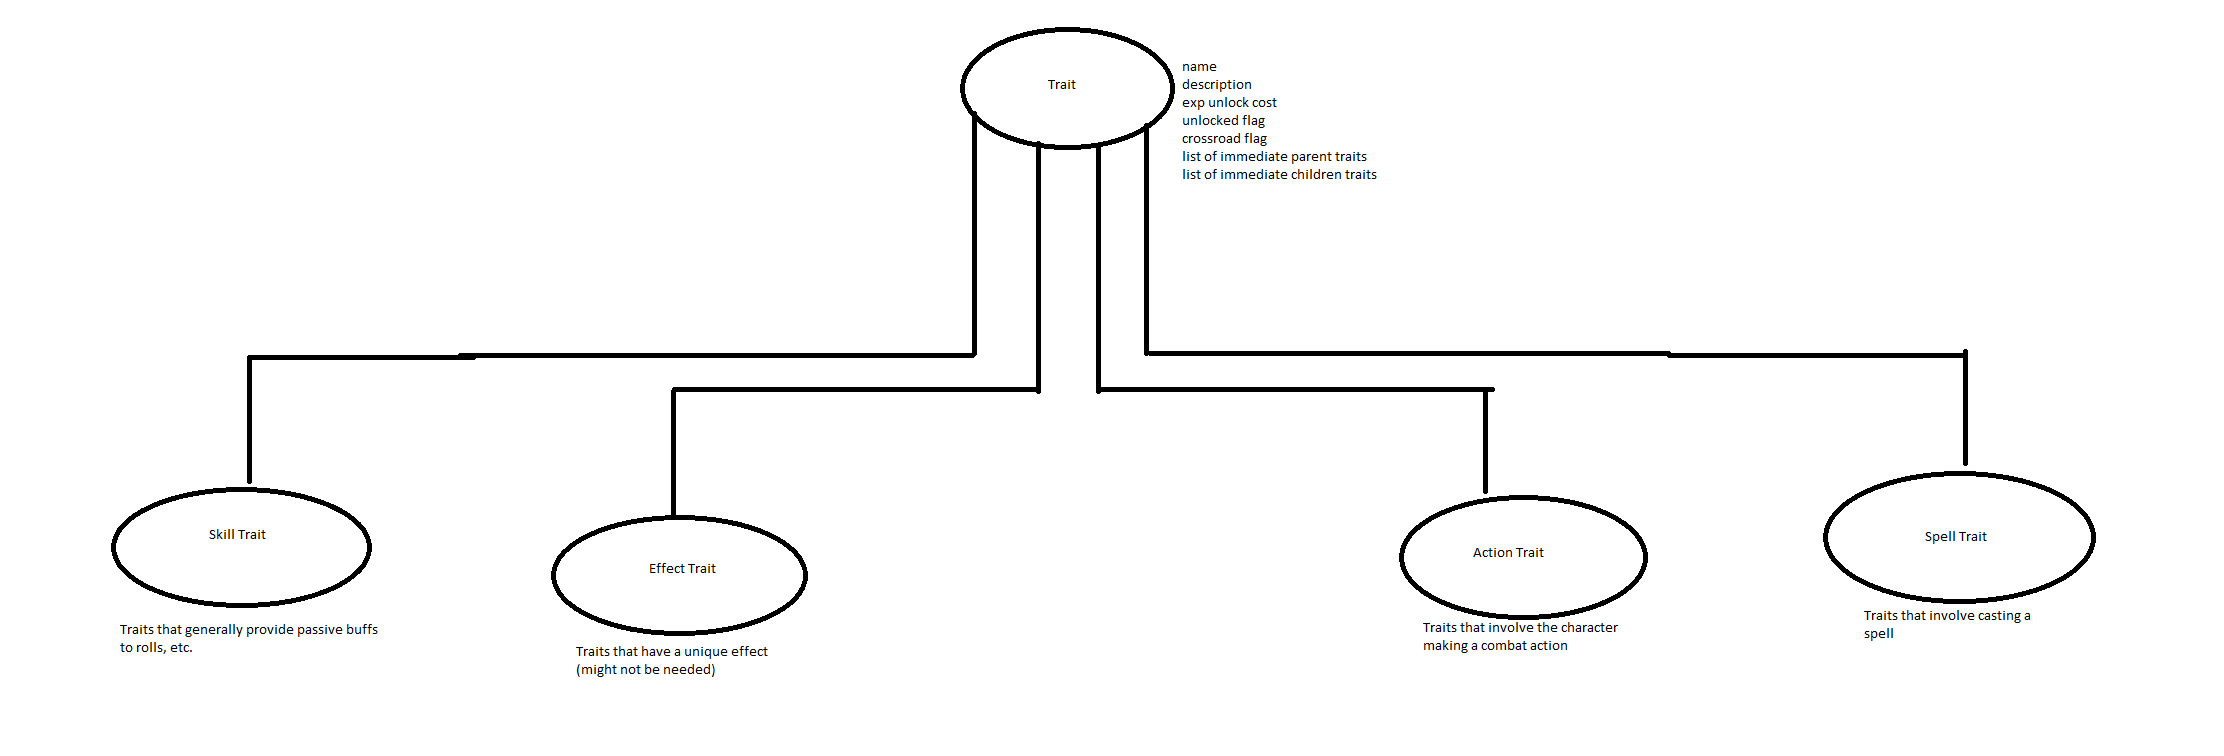 Trait
name
description
exp unlock cost
unlocked flag
crossroad flag
list of immediate parent traits
list of immediate children traits
Skill Trait
Traits that generally provide passive buffs
to rolls, etc.
Effect Trait
Traits that have a unique effect
(might not be needed)
Action Trait
Traits that involve the character
making a combat action
Spell Trait
Traits that involve casting a
spell